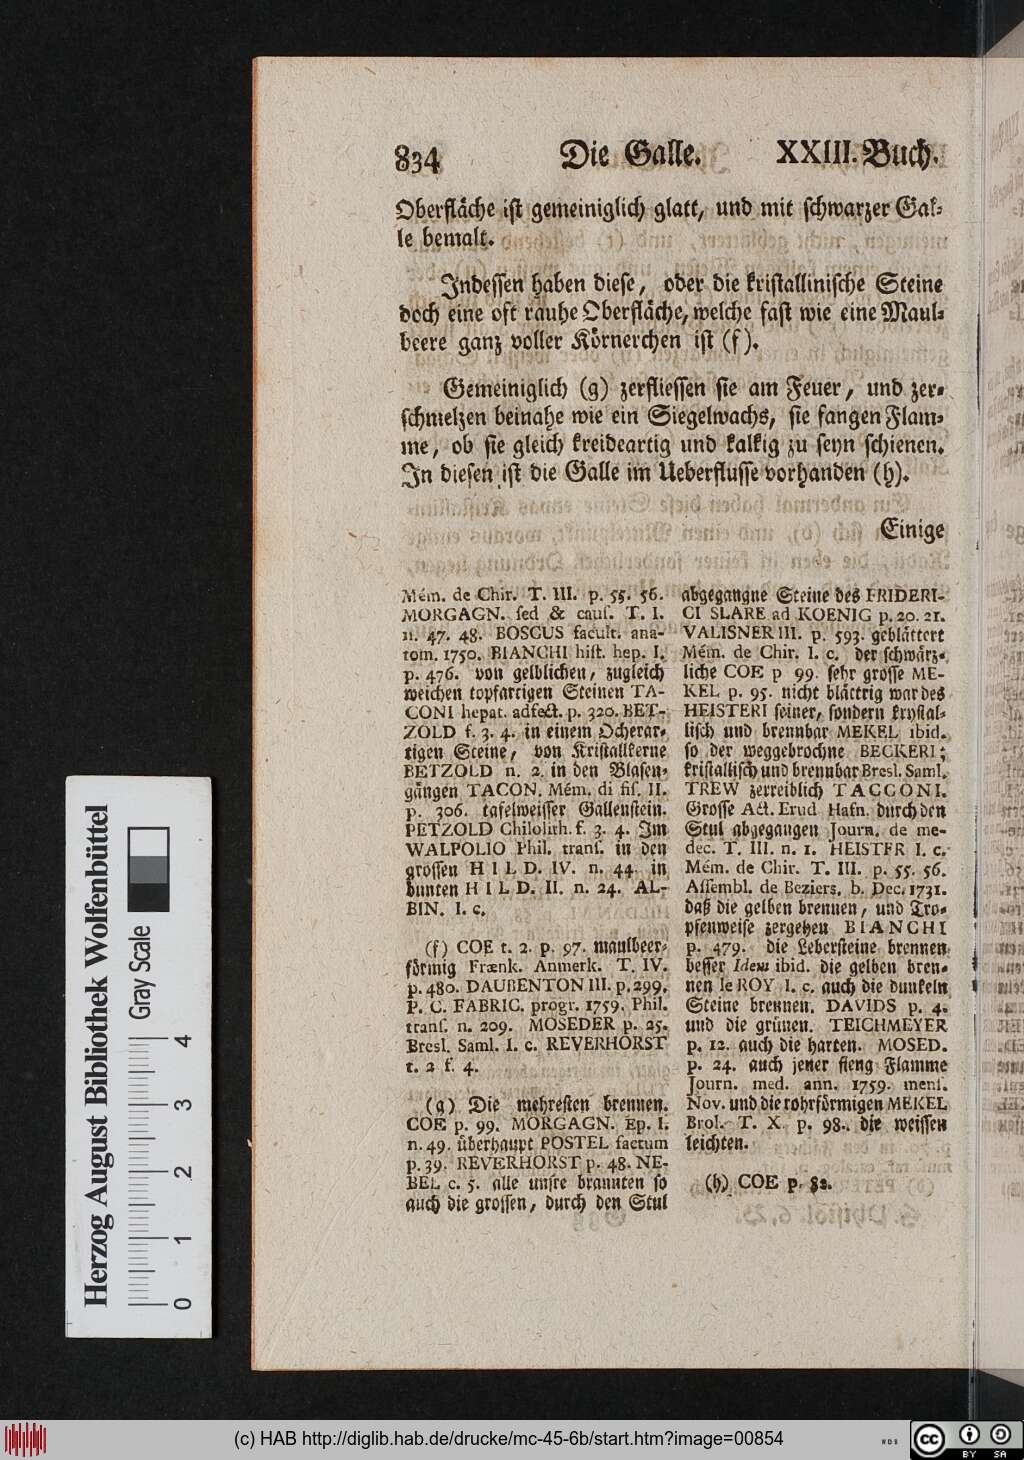 834 Die Galle. XXIII. Buch.
Oberfläche ist gemeiniglich glatt, und mit schwarzer Gal=
le bemalt.
Indessen haben diese, oder die kristallinische Steine
doch eine oft rauhe Oberfläche, welche fast wie eine Maul=
beere ganz voller Körnerchen ist (f).
Gemeiniglich (g) zerfliessen sie am Feuer, und zer=
schmelzen beinahe wie ein Siegelwachs, sie fangen Flam=
me, ob sie gleich kreideartig und kalkig zu seyn schienen.
In diesen ist die Galle im Ueberflusse vorhanden (h).
Einige
Mém. de Chir. T. III. p. 55. 56.
MORGAGN. sed & caus. T. I.
n. 47. 48. BOSCUS facult. ana-
tom. 1750. BIANCHI hist. hep. I.
p. 476. von gelblichen, zugleich
weichen topfartigen Steinen TA-
CONI hepat. adfect. p. 320. BET-
ZOLD f. 3. 4. in einem Ocherar=
tigen Steine, von Kristallkerne
BETZOLD n. 2. in den Blasen=
gängen TACON. Mém. di fis. II.
p. 306. tafelweisser Gallenstein.
PETZOLD Chilolith. f. 3. 4. Im
WALPOLIO Phil. trans. in den
grossen HILD. IV. n. 44. in
bunten HILD. II. n. 24. AL-
BIN. l. c.
(f) COE t. 2. p. 97. maulbeer=
förmig Frænk. Anmerk. T. IV.
p. 480. DAUBENTON III. p. 299.
P. C. FABRIC. progr. 1759. Phil.
trans. n. 209. MOSEDER p. 25.
Bresl. Saml. l. c. REVERHORST
t. 2 f. 4.
(g) Die mehresten brennen.
COE p. 99. MORGAGN. Ep. I.
n. 49. überhaupt POSTEL factum
p. 39. REVERHORST p. 48. NE-
BEL c. 5. alle unsre brannten so
auch die grossen, durch den Stul
abgegangne Steine des FRIDERI-
CI SLARE ad KOENIG p. 20. 21.
VALISNER III. p. 593. geblättert
Mém. de Chir. l. c. der schwärz=
liche COE p 99. sehr grosse ME-
KEL p. 95. nicht blättrig war des
HEISTERI seiner, sondern krystal=
lisch und brennbar MEKEL ibid.
so der weggebrochne BECKERI;
kristallisch und brennbar Bresl. Saml.
TREW zerreiblich TACCONI.
Grosse Act. Erud Hafn. durch den
Stul abgegangen Journ. de me-
dec. T. III. n. 1. HEISTER l. c.
Mém. de Chir. T. III. p. 55. 56.
Assembl. de Beziers. b. Dec. 1731.
daß die gelben brennen, und Tro=
pfenweise zergehen BIANCHI
p. 479. die Lebersteine brennen
besser Idem ibid. die gelben bren=
nen le ROY l. c. auch die dunkeln
Steine brennen. DAVIDS p. 4.
und die grünen. TEICHMEYER
p. 12. auch die harten. MOSED.
p. 24. auch jener fieng Flamme
Journ. med. ann. 1759. mens.
Nov. und die rohrförmigen MEKEL
Brol. T. X. p. 98. die weissen
leichten.
(h) COE p. 82.
Herzog August Bibliothek Wolfenbüttel
Gray Scale
0 1 2 3 4
(c) HAB http://diglib.hab.de/drucke/mc-45-6b/start.htm?image=00854
cc BY SA